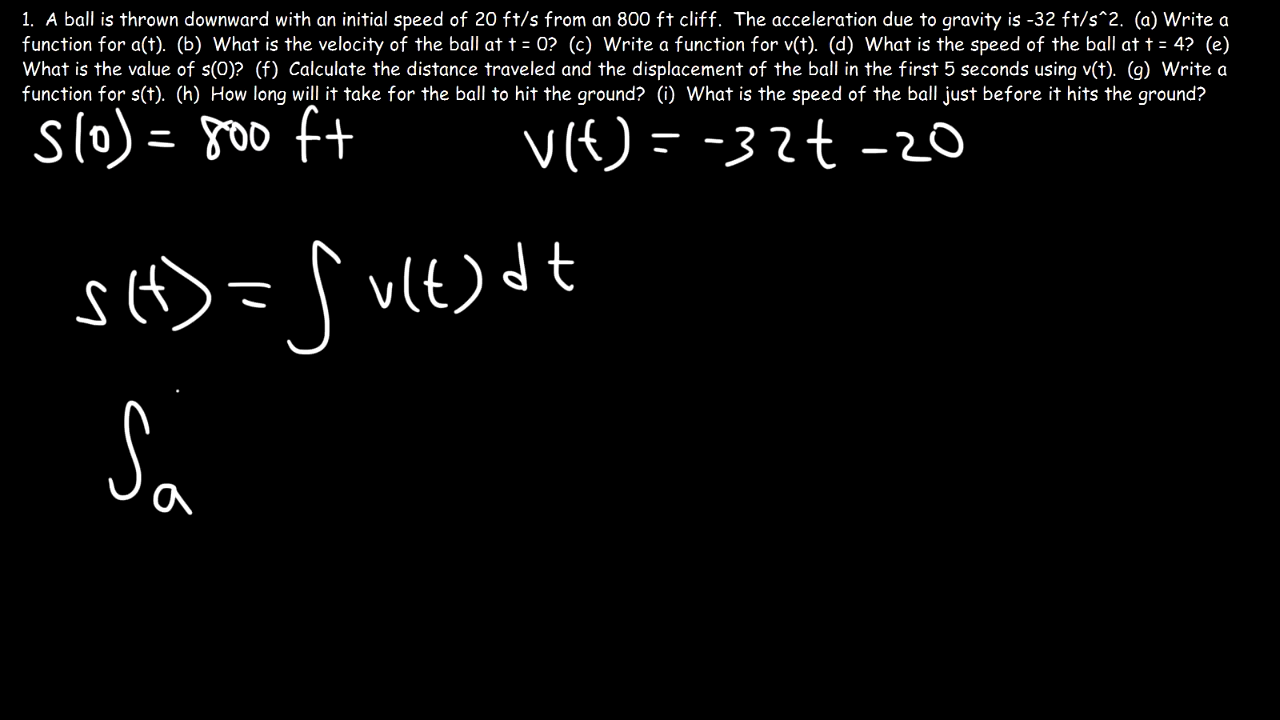 1. A ball is thrown downward with an initial speed of 20 ft/s from an 800 ft cliff. The acceleration due to gravity is -32 ft/s^2. (a) Write a
function for a(t). (b) What is the velocity of the ball at t = 0? (c) Write a function for v(t). (d) What is the speed of the ball at t = 4? (e)
What is the value of s(0)? (f) Calculate the distance traveled and the displacement of the ball in the first 5 seconds using v(t). (g) Write a
function for s(t). (h) How long will it take for the ball to hit the ground? (i) What is the speed of the ball just before it hits the ground?
s(0) = 800 ft v(t) = -32t - 20
s(t) = ∫ v(t) dt
∫a